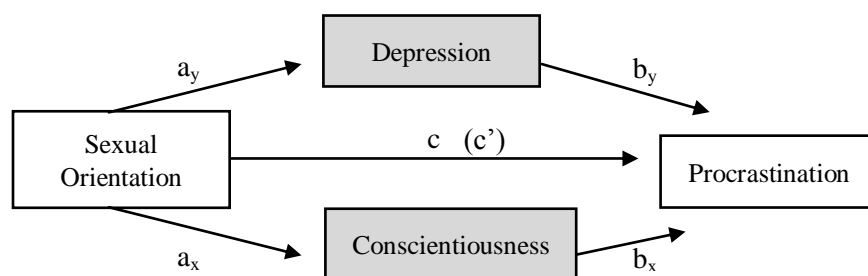 Depression
a_y
b_y
Sexual
Orientation
c (c’)
Procrastination
Conscientiousness
a_x
b_x